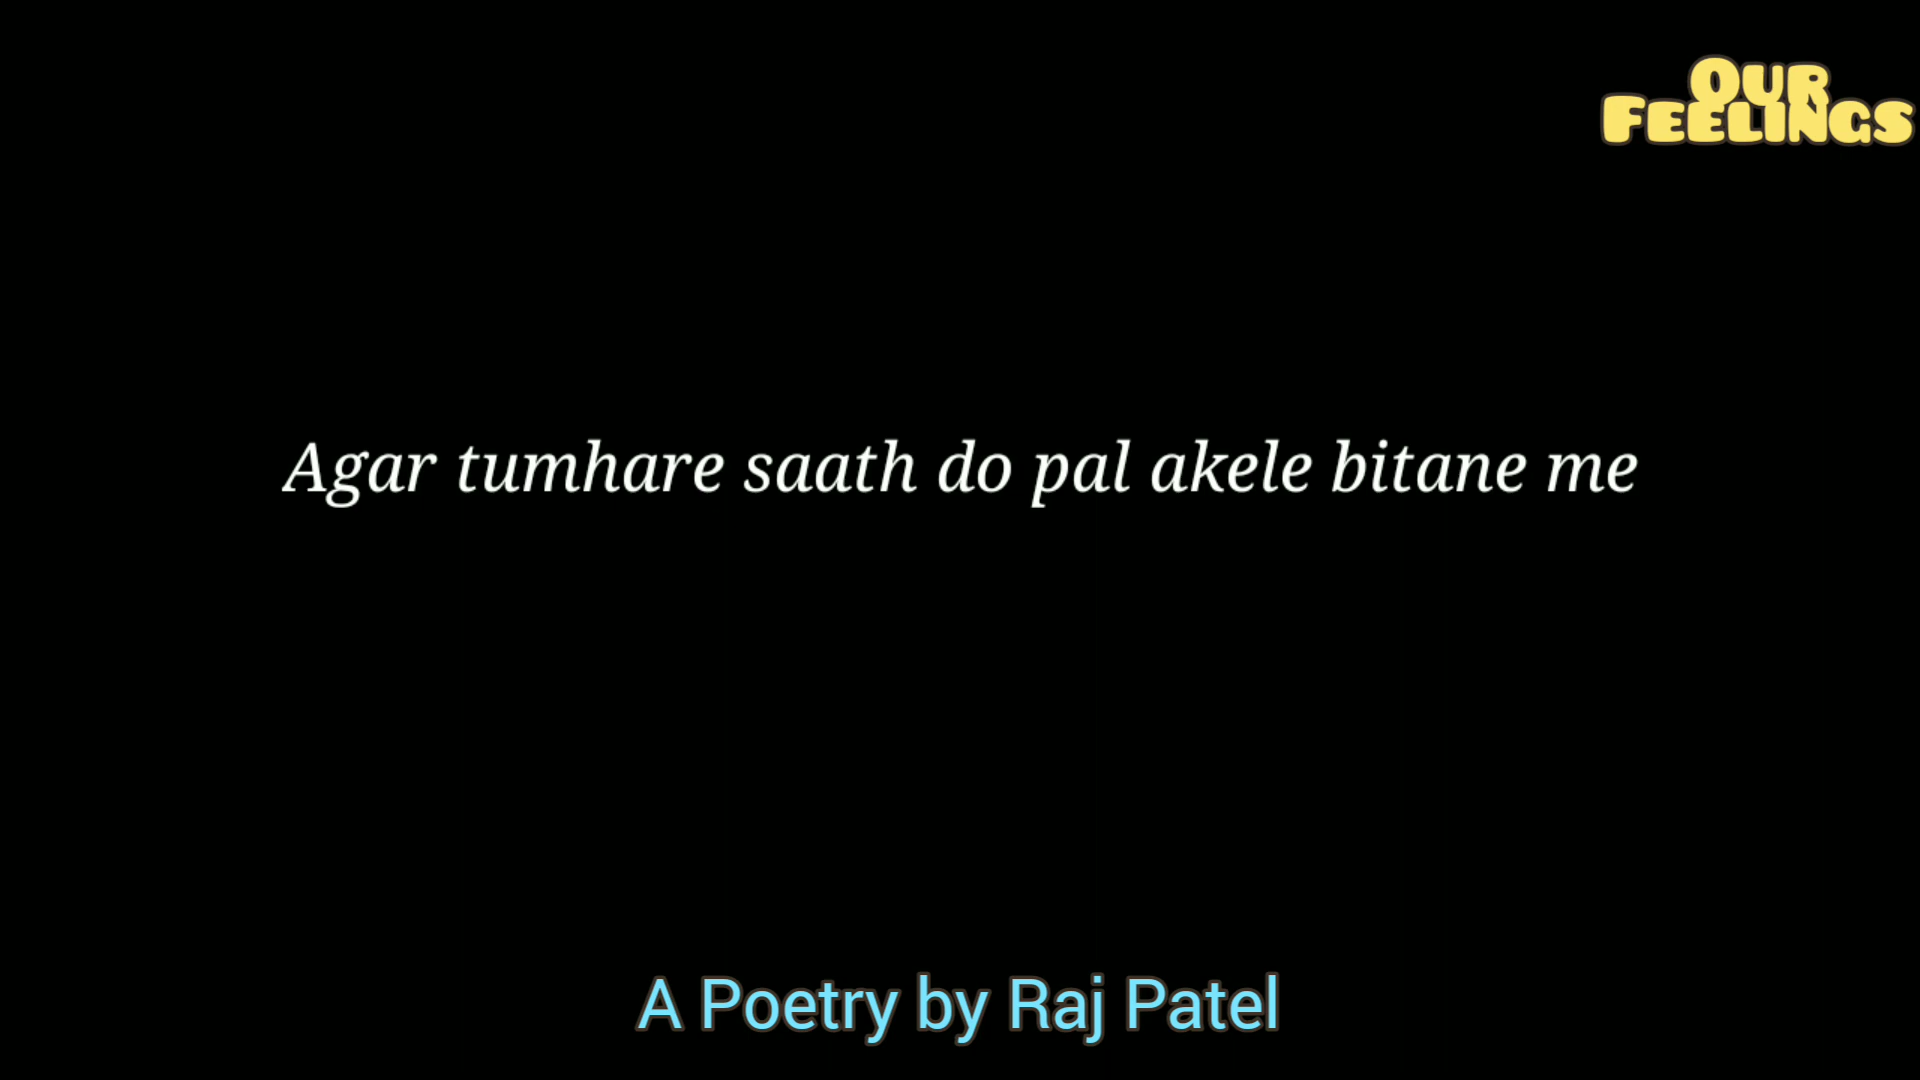 OUR
FEELINGS
Agar tumhare saath do pal akele bitane me
A Poetry by Raj Patel